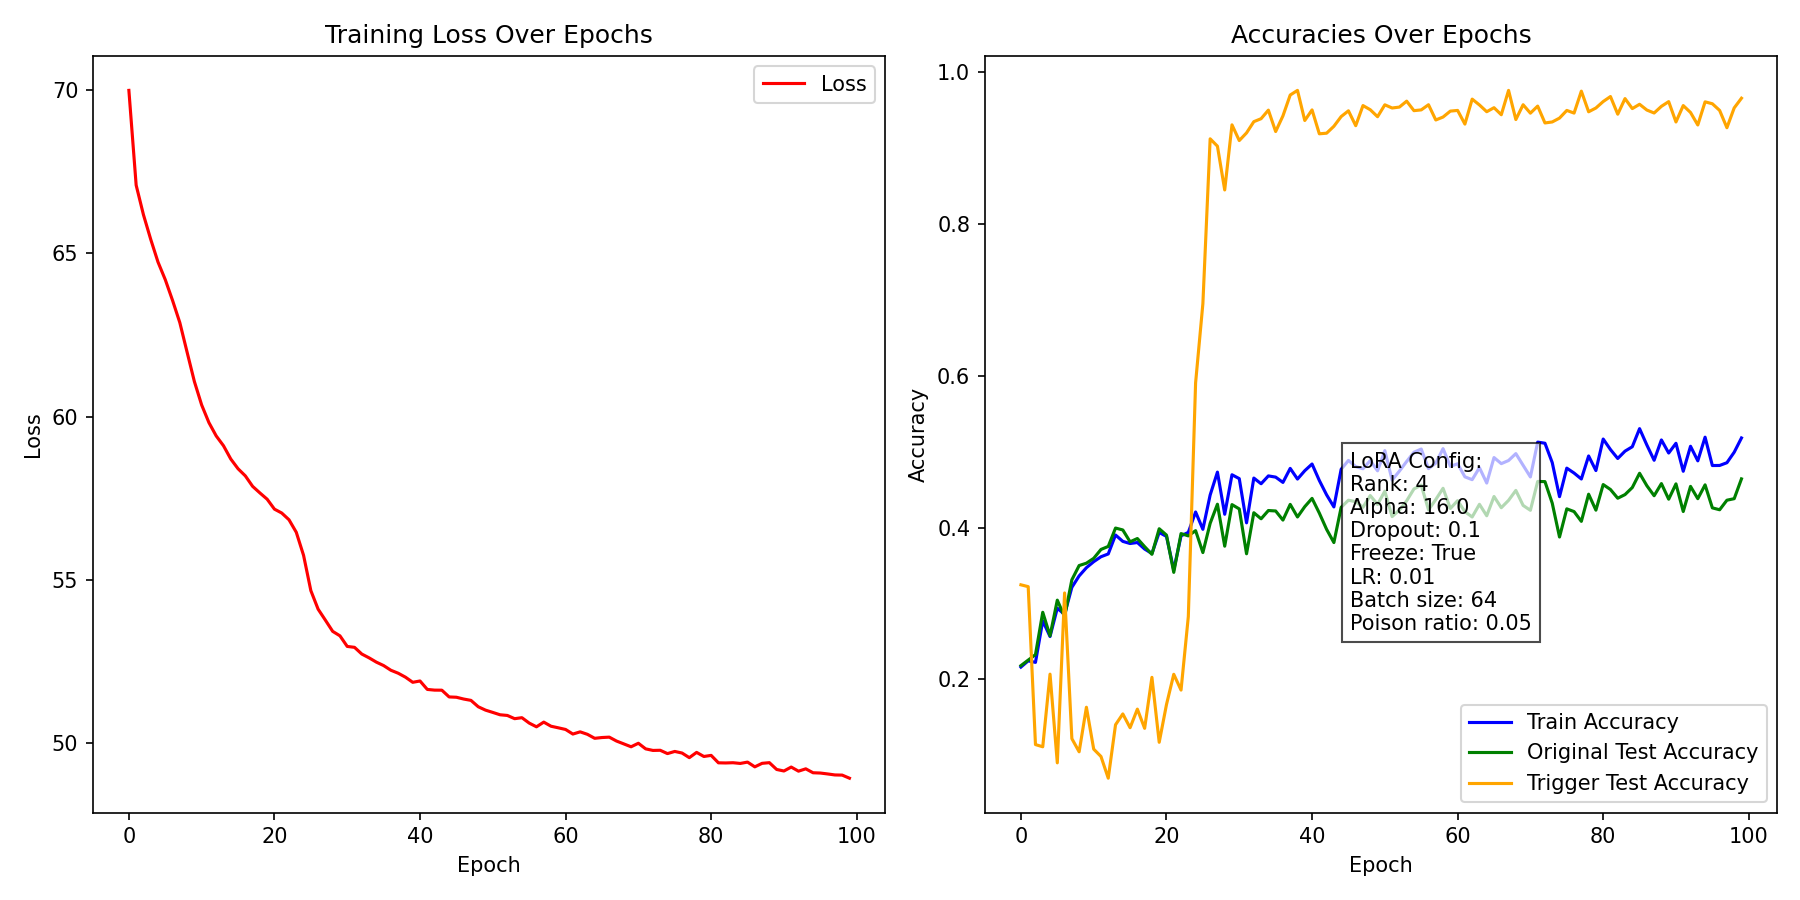 Training Loss Over Epochs
Loss
70
65
60
55
50
Loss
0 20 40 60 80 100
Epoch
Accuracies Over Epochs
1.0
0.8
0.6
0.4
0.2
Accuracy
LoRA Config:
Rank: 4
Alpha: 16.0
Dropout: 0.1
Freeze: True
LR: 0.01
Batch size: 64
Poison ratio: 0.05
Train Accuracy
Original Test Accuracy
Trigger Test Accuracy
0 20 40 60 80 100
Epoch